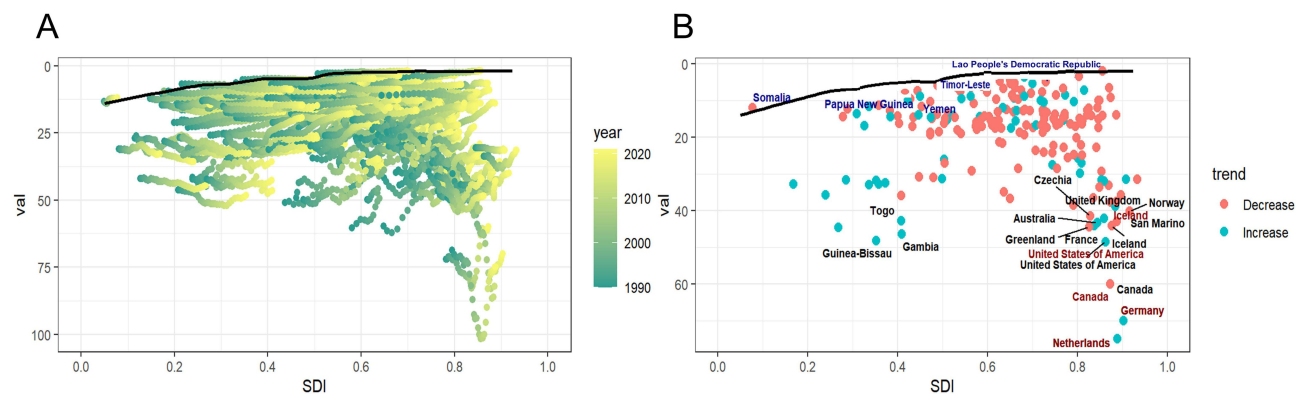 A
B
0
25
50
75
100
val
0.0
0.2
0.4
0.6
0.8
1.0
SDI
year
2021
2010
2000
1990
0
20
40
60
val
0.0
0.2
0.4
0.6
0.8
1.0
SDI
Lao People's Democratic Republic
Timor-Leste
Somalia
Papua New Guinea
Yemen
Czechia
United Kingdom
Norway
Togo
Australia
Iceland
San Marino
Gambia
Greenland
France
Iceland
Guinea-Bissau
United States of America
United States of America
Canada
Canada
Germany
Netherlands
trend
Decrease
Increase